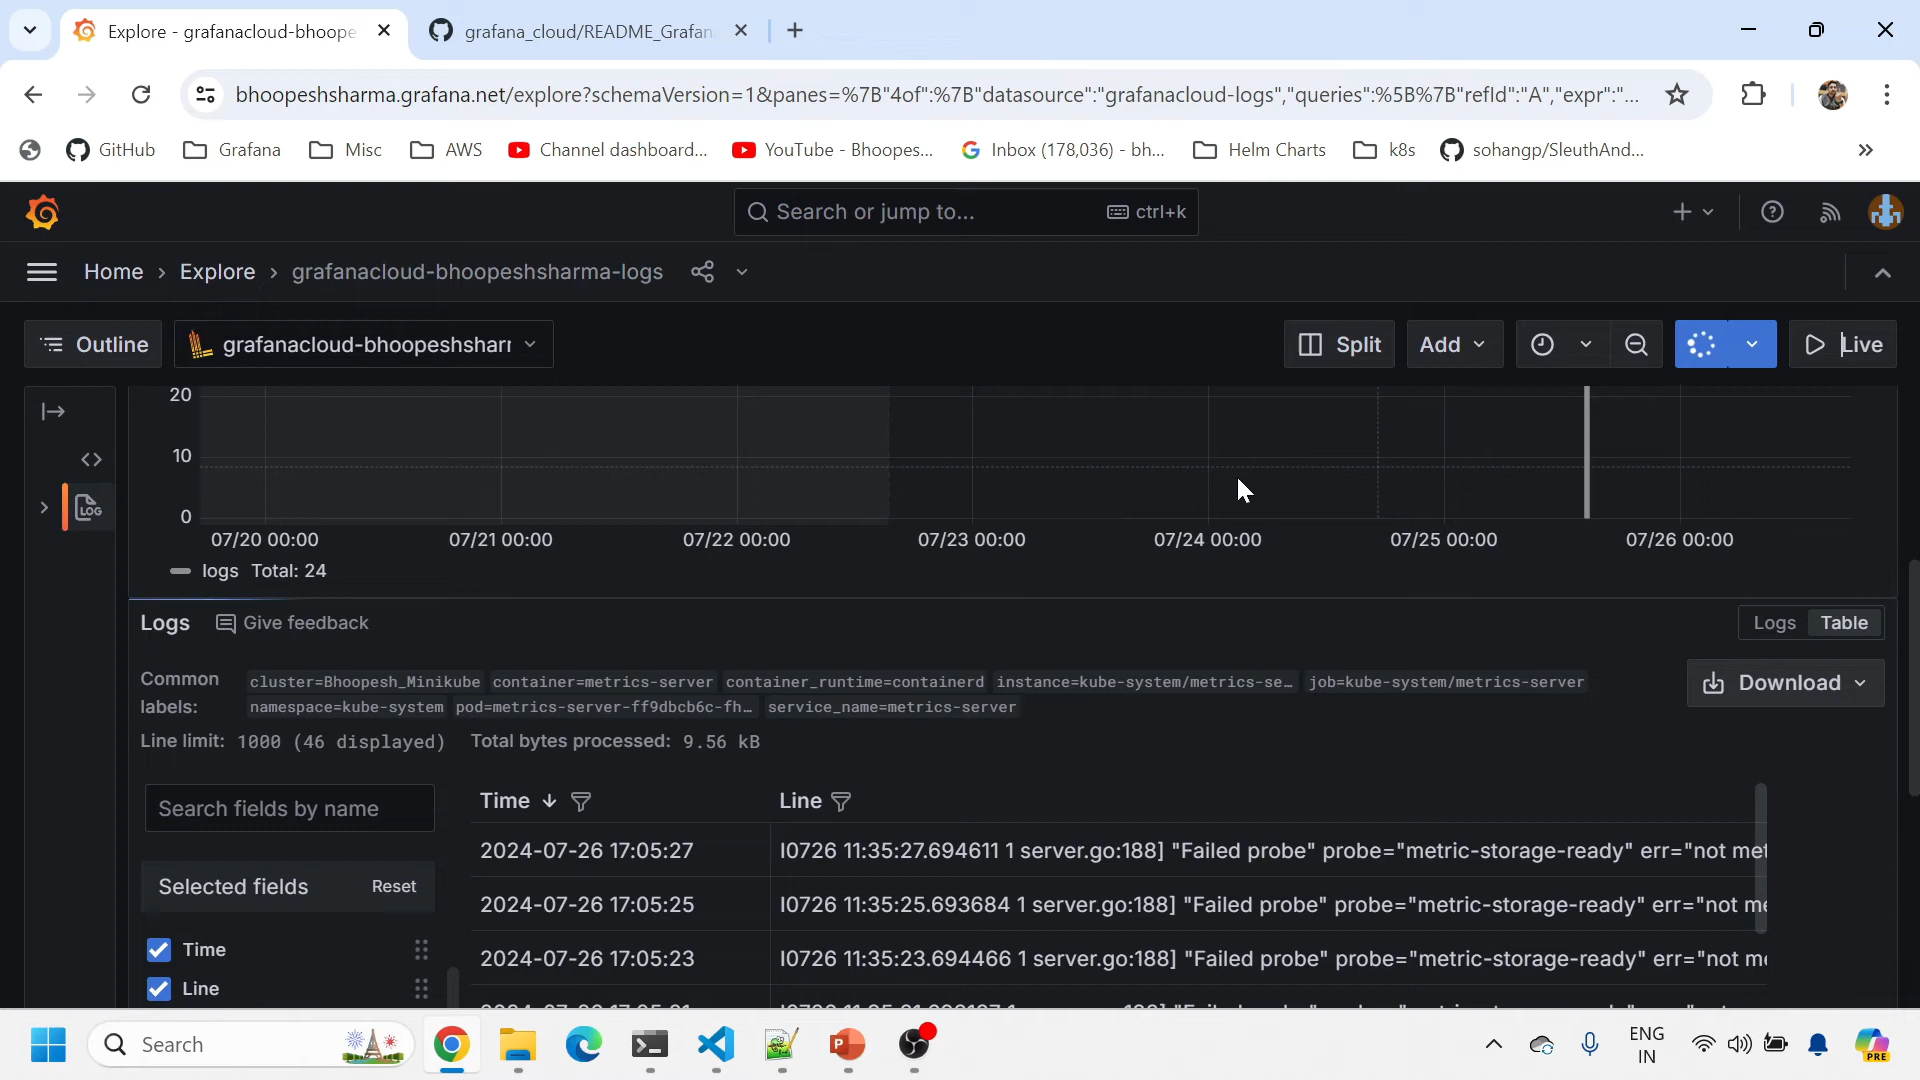 Explore - grafanacloud-bhoope
grafana_cloud/README_Grafan
bhoopeshsharma.grafana.net/explore?schemaVersion=1&panes=%7B"4of":%7B"datasource":"grafanacloud-logs","queries":%5B%7B"refId":"A","expr":"...
GitHub Grafana Misc AWS Channel dashboard... YouTube - Bhoopes... Inbox (178,036) - bh... Helm Charts k8s sohangp/SleuthAnd...
Search or jump to... ctrl+k
Home › Explore › grafanacloud-bhoopeshsharma-logs
Outline grafanacloud-bhoopeshsharr Split Add Live
20
10
0
07/20 00:00 07/21 00:00 07/22 00:00 07/23 00:00 07/24 00:00 07/25 00:00 07/26 00:00
logs Total: 24
Logs Give feedback Logs Table
Common labels: cluster=Bhoopesh_Minikube container=metrics-server container_runtime=containerd instance=kube-system/metrics-se... job=kube-system/metrics-server
namespace=kube-system pod=metrics-server-ff9dbcb6c-fh... service_name=metrics-server
Download
Line limit: 1000 (46 displayed) Total bytes processed: 9.56 kB
Search fields by name
Time Line
2024-07-26 17:05:27 I0726 11:35:27.694611 1 server.go:188] "Failed probe" probe="metric-storage-ready" err="not met
Selected fields Reset
2024-07-26 17:05:25 I0726 11:35:25.693684 1 server.go:188] "Failed probe" probe="metric-storage-ready" err="not me
Time
2024-07-26 17:05:23 I0726 11:35:23.694466 1 server.go:188] "Failed probe" probe="metric-storage-ready" err="not me
Line
Search
LOG
ENG
IN
PRE